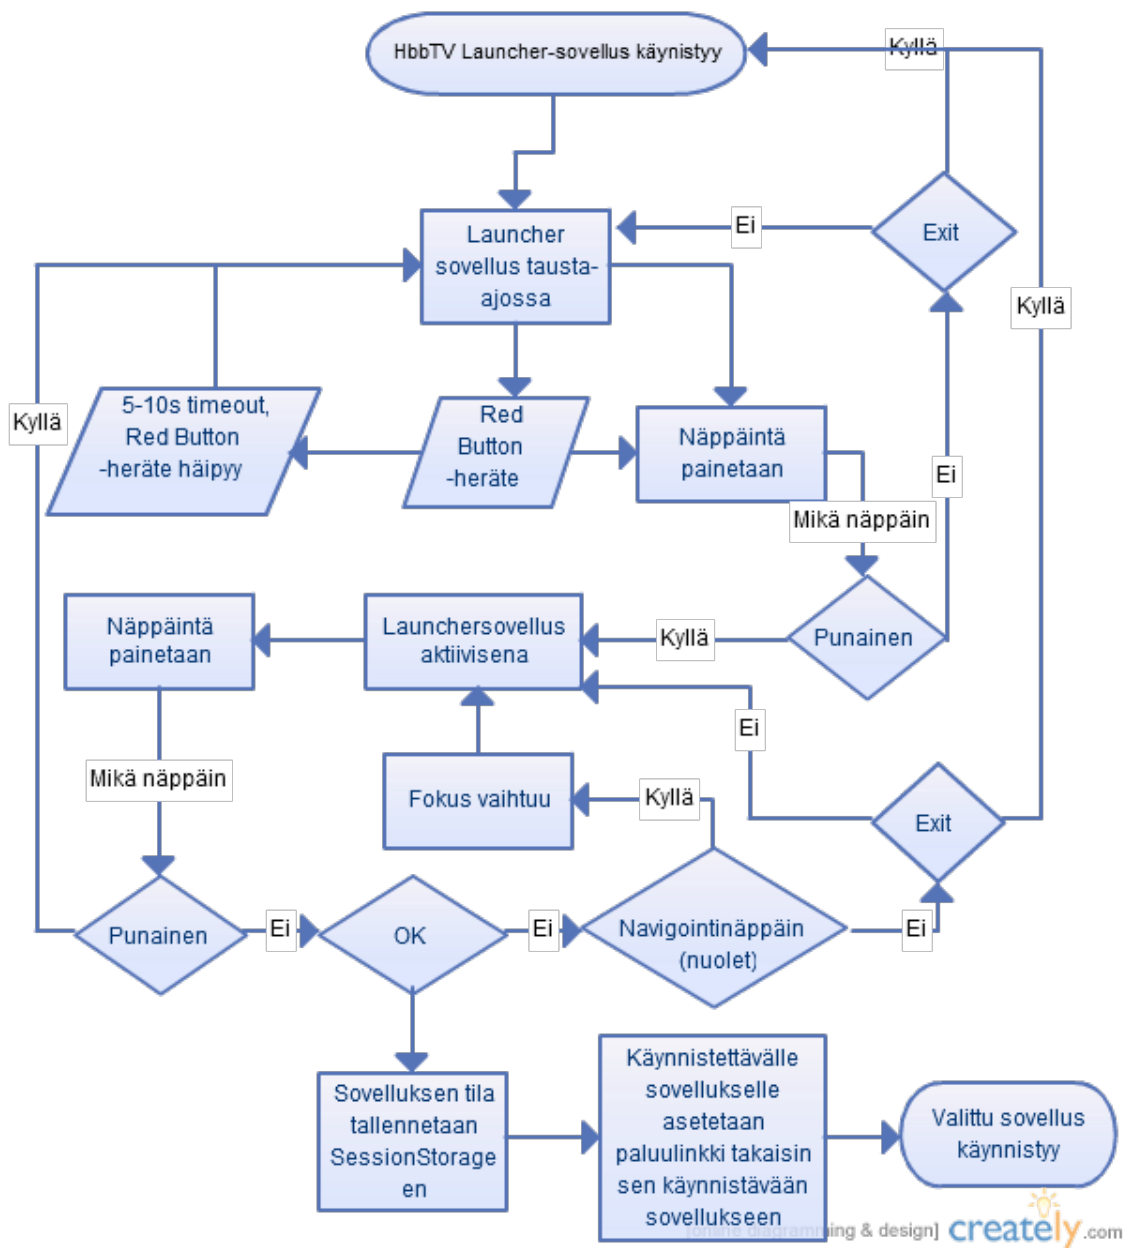 HbbTV Launcher-sovellus käynistyy
Kyllä
Launcher
sovellus tausta-
ajossa
Ei
Exit
Kyllä
Kyllä
5-10s timeout,
Red Button
-heräte häipyy
Red
Button
-heräte
Näppäintä
painetaan
Ei
Mikä näppäin
Näppäintä
painetaan
Launchersovellus
aktiivisena
Kyllä
Punainen
Ei
Mikä näppäin
Fokus vaihtuu
Kyllä
Exit
Punainen
Ei
OK
Ei
Navigointinäppäin
(nuolet)
Ei
Sovelluksen tila
tallennetaan
SessionStorage
en
Käynnistettävälle
sovellukselle
asetetaan
paluulinkki takaisin
sen käynnistävään
sovellukseen
Valittu sovellus
käynnistyy
[online diagramming & design] creately.com